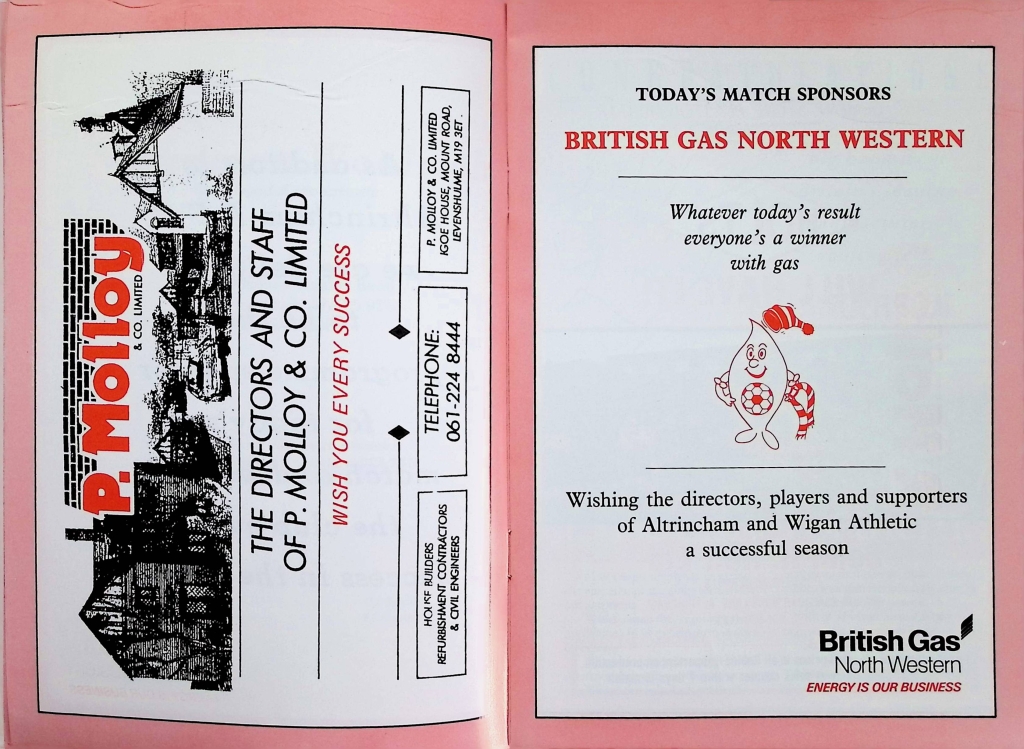 P. Molloy
& CO. LIMITED
THE DIRECTORS AND STAFF
OF P. MOLLOY & CO. LIMITED
WISH YOU EVERY SUCCESS
HOUSE BUILDERS
REFURBISHMENT CONTRACTORS
& CIVIL ENGINEERS
TELEPHONE:
061-224 8444
P. MOLLOY & CO. LIMITED
IGOE HOUSE, MOUNT ROAD,
LEVENSHULME, M19 3ET.
TODAY'S MATCH SPONSORS
BRITISH GAS NORTH WESTERN
Whatever today's result
everyone's a winner
with gas
Wishing the directors, players and supporters
of Altrincham and Wigan Athletic
a successful season
British Gas
North Western
ENERGY IS OUR BUSINESS